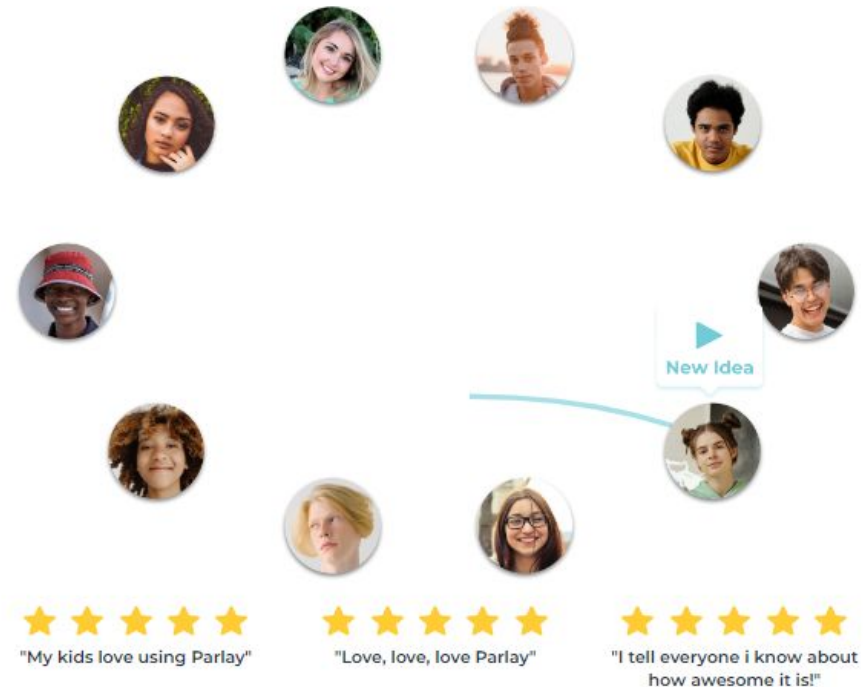 New Idea
"My kids love using Parlay"
"Love, love, love Parlay"
"I tell everyone i know about
how awesome it is!"